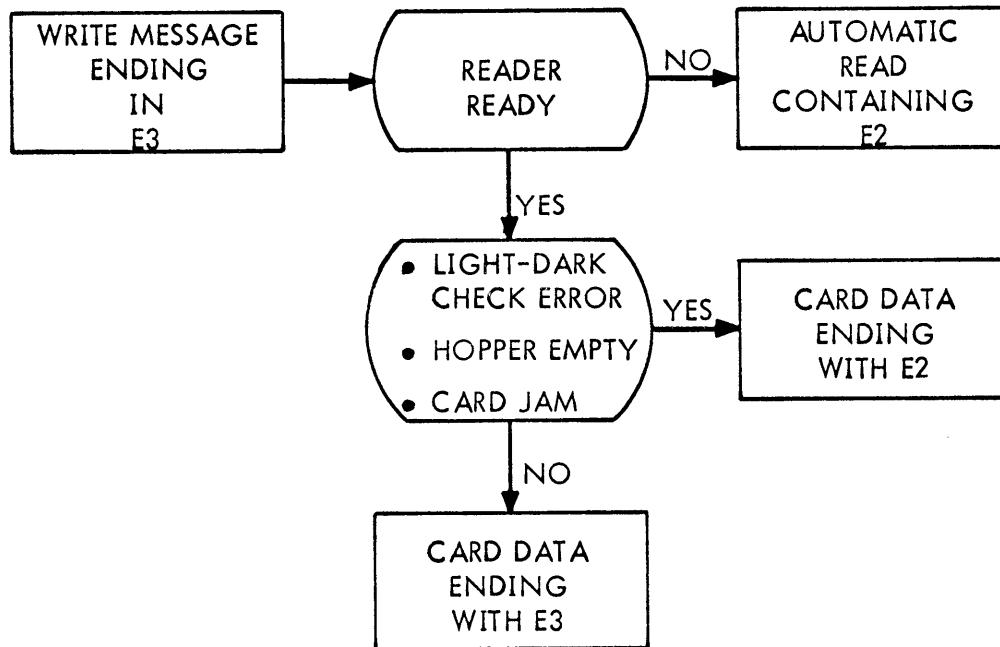 WRITE MESSAGE
ENDING
IN
E3
READER
READY
NO
AUTOMATIC
READ
CONTAINING
E2
YES
• LIGHT-DARK
CHECK ERROR
• HOPPER EMPTY
• CARD JAM
YES
CARD DATA
ENDING
WITH E2
NO
CARD DATA
ENDING
WITH E3